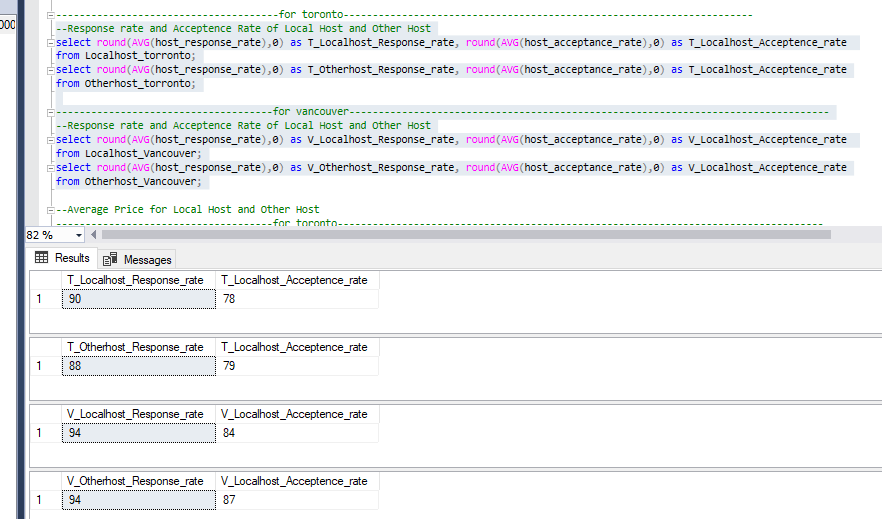 000
---for toronto---
--Response rate and Acceptance Rate of Local Host and Other Host
select round(AVG(host_response_rate),0) as T_Localhost_Response_rate, round(AVG(host_acceptance_rate),0) as T_Localhost_Acceptence_rate
from Localhost_torronto;
select round(AVG(host_response_rate),0) as T_Otherhost_Response_rate, round(AVG(host_acceptance_rate),0) as T_Localhost_Acceptence_rate
from Otherhost_torronto;
---for vancouver---
--Response rate and Acceptance Rate of Local Host and Other Host
select round(AVG(host_response_rate),0) as V_Localhost_Response_rate, round(AVG(host_acceptance_rate),0) as V_Localhost_Acceptence_rate
from Localhost_Vancouver;
select round(AVG(host_response_rate),0) as V_Otherhost_Response_rate, round(AVG(host_acceptance_rate),0) as V_Localhost_Acceptence_rate
from Otherhost_Vancouver;
--Average Price for Local Host and Other Host
---for toronto---
82 %
Results Messages
T_Localhost_Response_rate T_Localhost_Acceptence_rate
1 90 78
T_Otherhost_Response_rate T_Localhost_Acceptence_rate
1 88 79
V_Localhost_Response_rate V_Localhost_Acceptence_rate
1 94 84
V_Otherhost_Response_rate V_Localhost_Acceptence_rate
1 94 87